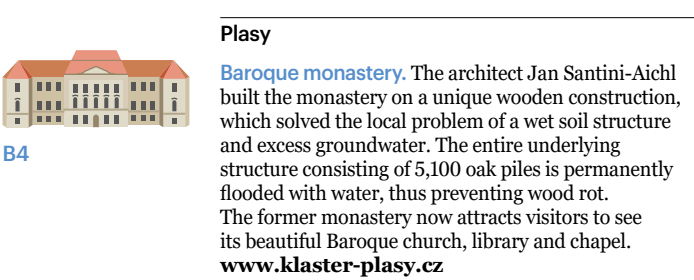 Plasy
Baroque monastery. The architect Jan Santini-Aichl
built the monastery on a unique wooden construction,
which solved the local problem of a wet soil structure
and excess groundwater. The entire underlying
structure consisting of 5,100 oak piles is permanently
flooded with water, thus preventing wood rot.
The former monastery now attracts visitors to see
its beautiful Baroque church, library and chapel.
www.klaster-plasy.cz
B4